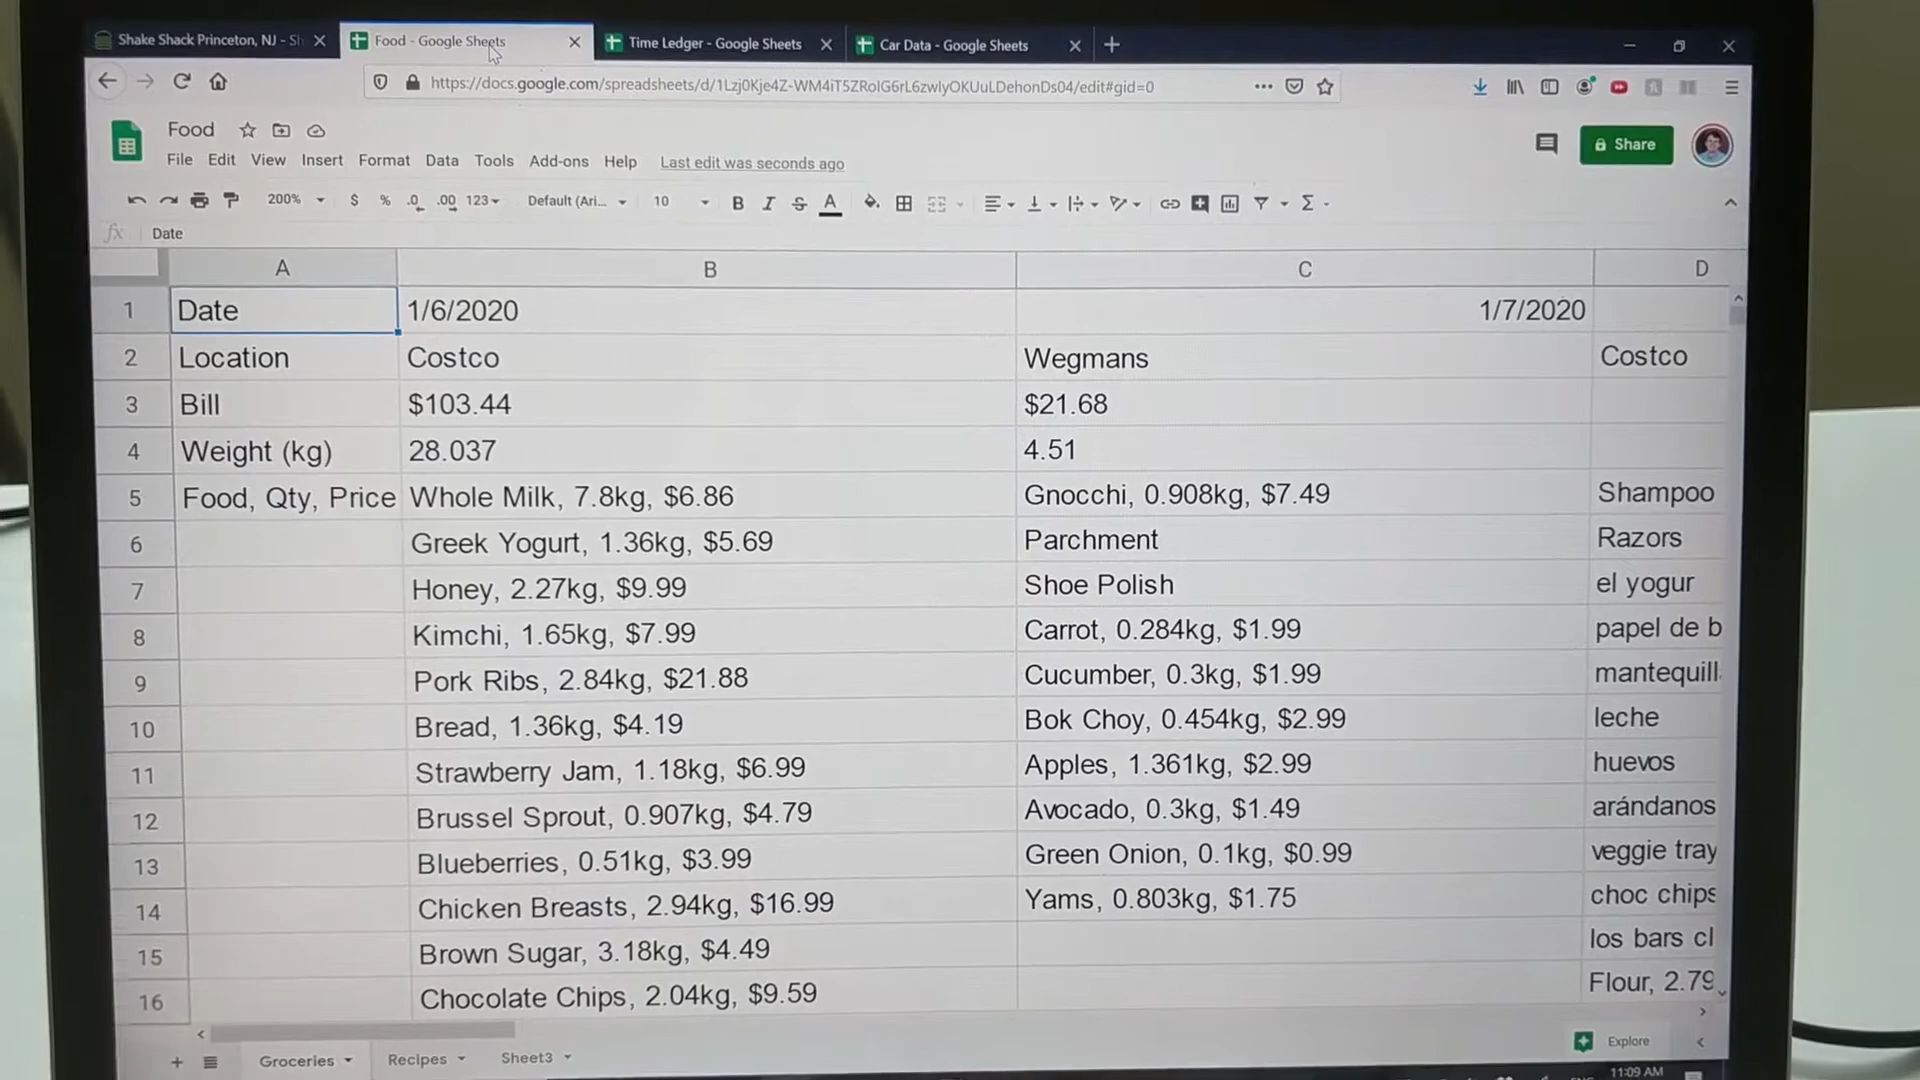 Shake Shack Princeton, NJ - Sh
Food - Google Sheets
Time Ledger - Google Sheets
Car Data - Google Sheets
https://docs.google.com/spreadsheets/d/1Lzj0Kje4Z-WM4iT5ZRoIG6rL6zwlyOKUuLDehonDs04/edit#gid=0
Food
Share
File Edit View Insert Format Data Tools Add-ons Help Last edit was seconds ago
200% $ % .0 .00 123 Default (Ari... 10 B I S A Σ
fx Date
A B C D
1 Date 1/6/2020 1/7/2020
2 Location Costco Wegmans Costco
3 Bill $103.44 $21.68
4 Weight (kg) 28.037 4.51
5 Food, Qty, Price Whole Milk, 7.8kg, $6.86 Gnocchi, 0.908kg, $7.49 Shampoo
6 Greek Yogurt, 1.36kg, $5.69 Parchment Razors
7 Honey, 2.27kg, $9.99 Shoe Polish el yogur
8 Kimchi, 1.65kg, $7.99 Carrot, 0.284kg, $1.99 papel de b
9 Pork Ribs, 2.84kg, $21.88 Cucumber, 0.3kg, $1.99 mantequill
10 Bread, 1.36kg, $4.19 Bok Choy, 0.454kg, $2.99 leche
11 Strawberry Jam, 1.18kg, $6.99 Apples, 1.361kg, $2.99 huevos
12 Brussel Sprout, 0.907kg, $4.79 Avocado, 0.3kg, $1.49 arándanos
13 Blueberries, 0.51kg, $3.99 Green Onion, 0.1kg, $0.99 veggie tray
14 Chicken Breasts, 2.94kg, $16.99 Yams, 0.803kg, $1.75 choc chips
15 Brown Sugar, 3.18kg, $4.49 los bars cl
16 Chocolate Chips, 2.04kg, $9.59 Flour, 2.79
Explore
Groceries Recipes Sheet3
11:09 AM